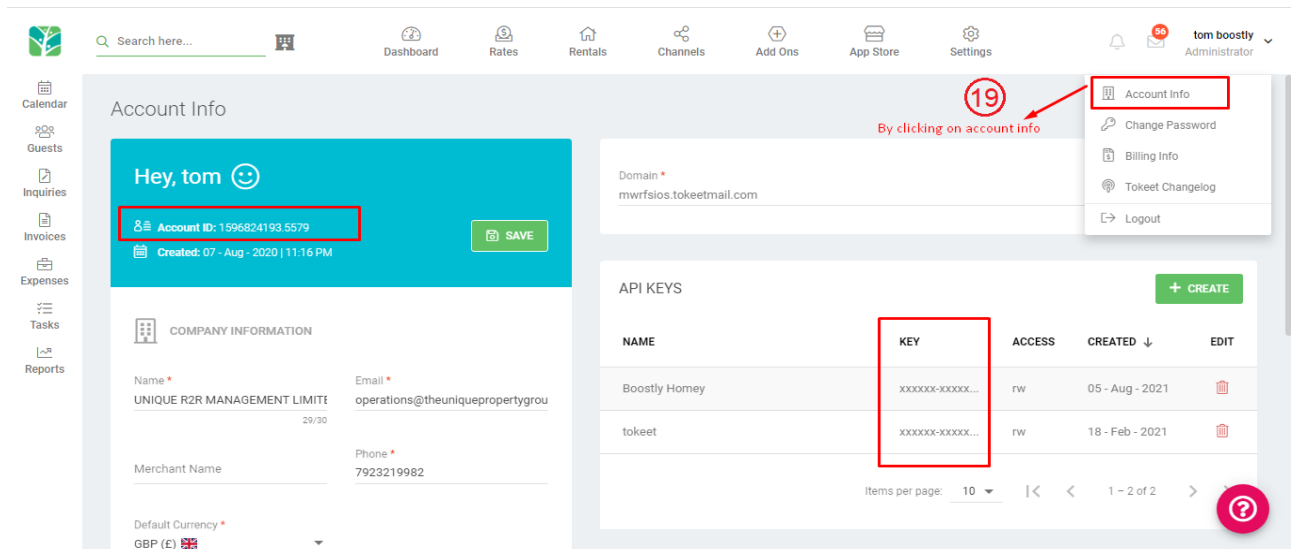 Search here...
Dashboard
Rates
Rentals
Channels
Add Ons
App Store
Settings
56
tom boostly
Administrator
Calendar
Guests
Inquiries
Invoices
Expenses
Tasks
Reports
Account Info
Change Password
Billing Info
Tokeet Changelog
Logout
19
By clicking on account info
Account Info
Hey, tom
Account ID: 1596824193.5579
Created: 07 - Aug - 2020 | 11:16 PM
SAVE
COMPANY INFORMATION
Name *
UNIQUE R2R MANAGEMENT LIMITE
29/30
Email *
operations@theuniquepropertygrou
Merchant Name
Phone *
7923219982
Default Currency *
GBP (£)
Domain *
mwrfsios.tokeetmail.com
API KEYS
+ CREATE
NAME KEY ACCESS CREATED ↓ EDIT
Boostly Homey xxxxxx-xxxxx... rw 05 - Aug - 2021
tokeet xxxxxx-xxxxx... rw 18 - Feb - 2021
Items per page: 10 1 – 2 of 2
?